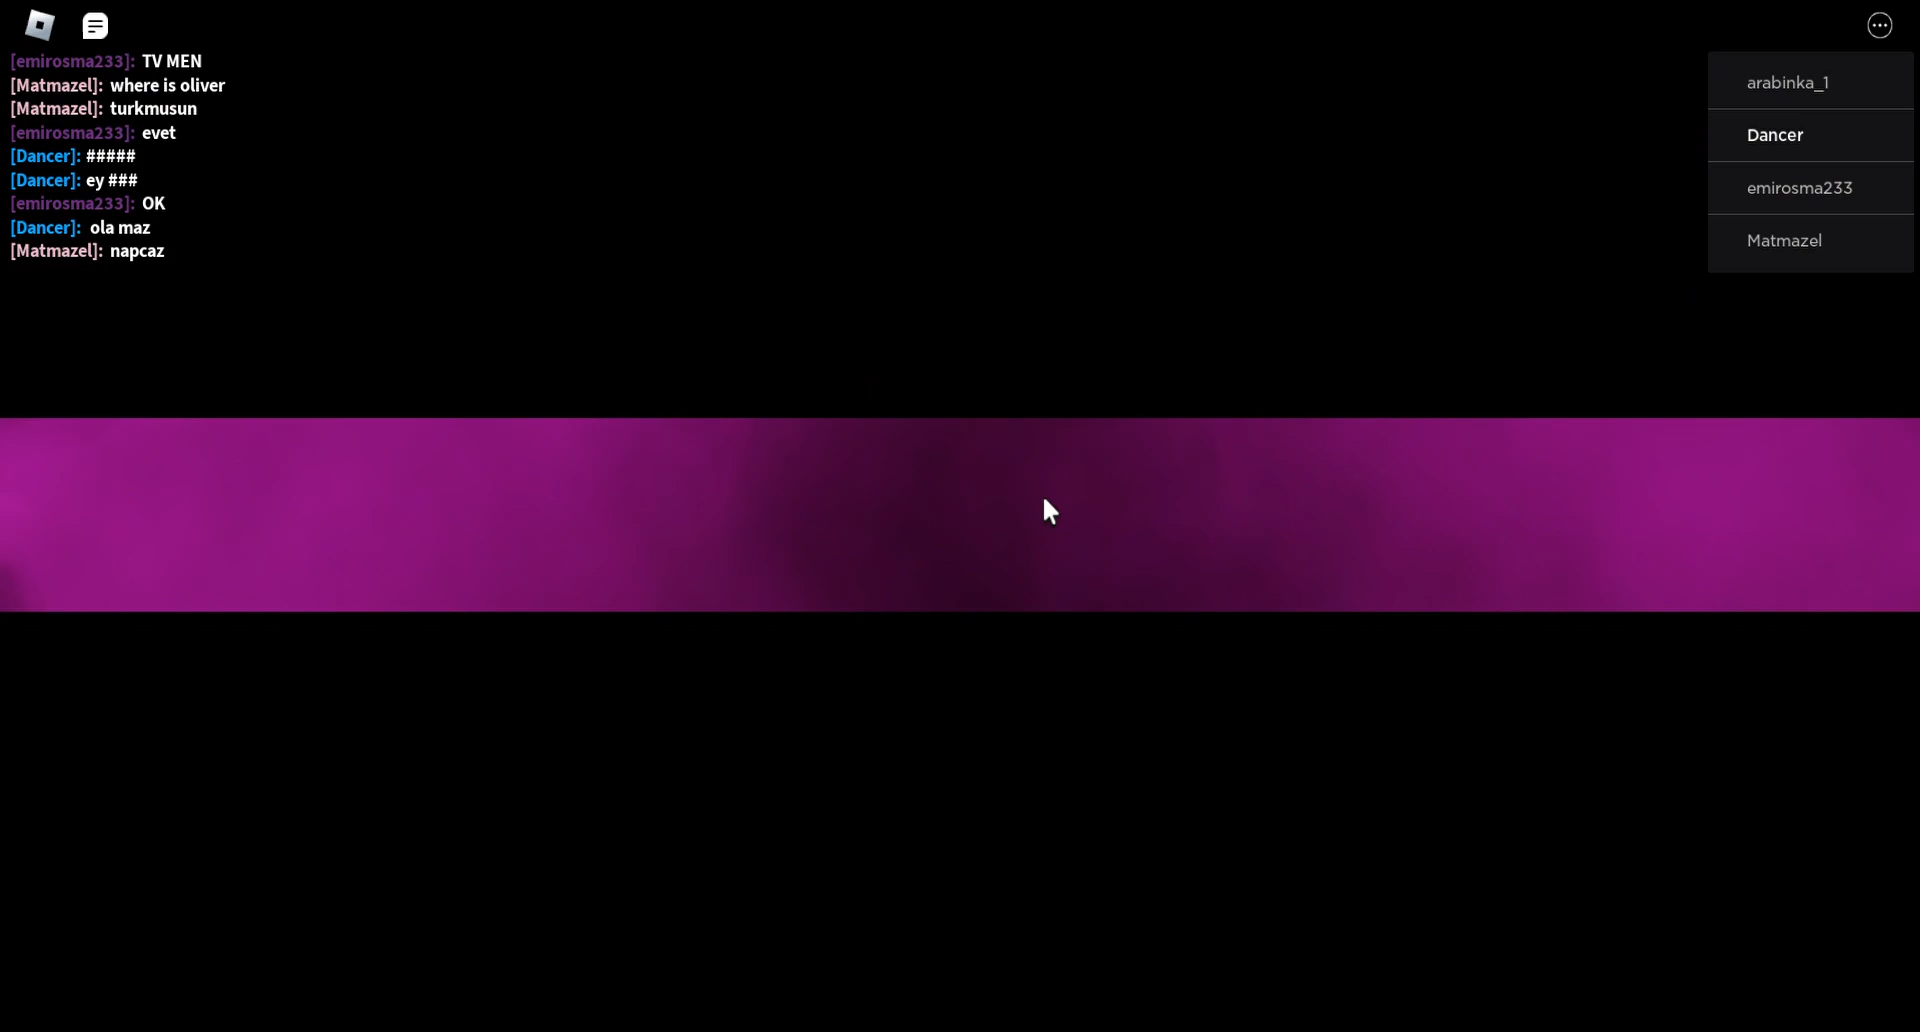 [emirosma233]: TV MEN
[Matmazel]: where is oliver
[Matmazel]: turkmusun
[emirosma233]: evet
[Dancer]: #####
[Dancer]: ey ###
[emirosma233]: OK
[Dancer]: ola maz
[Matmazel]: napcaz
arabinka_1
Dancer
emirosma233
Matmazel